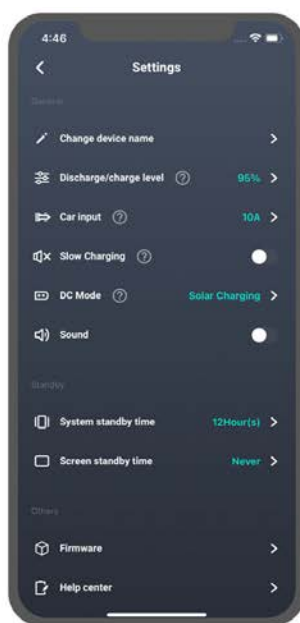 4:46
Settings
General
Change device name
Discharge/charge level ? 95%
Car input ? 10A
Slow Charging ?
DC Mode ? Solar Charging
Sound
Standby
System standby time 12Hour(s)
Screen standby time Never
Others
Firmware
Help center